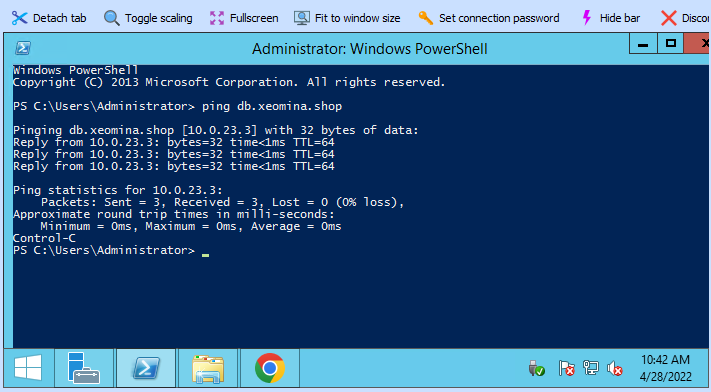 Detach tab Toggle scaling Fullscreen Fit to window size Set connection password Hide bar Discor
Administrator: Windows PowerShell
Windows PowerShell
Copyright (C) 2013 Microsoft Corporation. All rights reserved.
PS C:\Users\Administrator> ping db.xeomina.shop
Pinging db.xeomina.shop [10.0.23.3] with 32 bytes of data:
Reply from 10.0.23.3: bytes=32 time<1ms TTL=64
Reply from 10.0.23.3: bytes=32 time<1ms TTL=64
Reply from 10.0.23.3: bytes=32 time<1ms TTL=64
Ping statistics for 10.0.23.3:
Packets: Sent = 3, Received = 3, Lost = 0 (0% loss),
Approximate round trip times in milli-seconds:
Minimum = 0ms, Maximum = 0ms, Average = 0ms
Control-C
PS C:\Users\Administrator> _
10:42 AM
4/28/2022